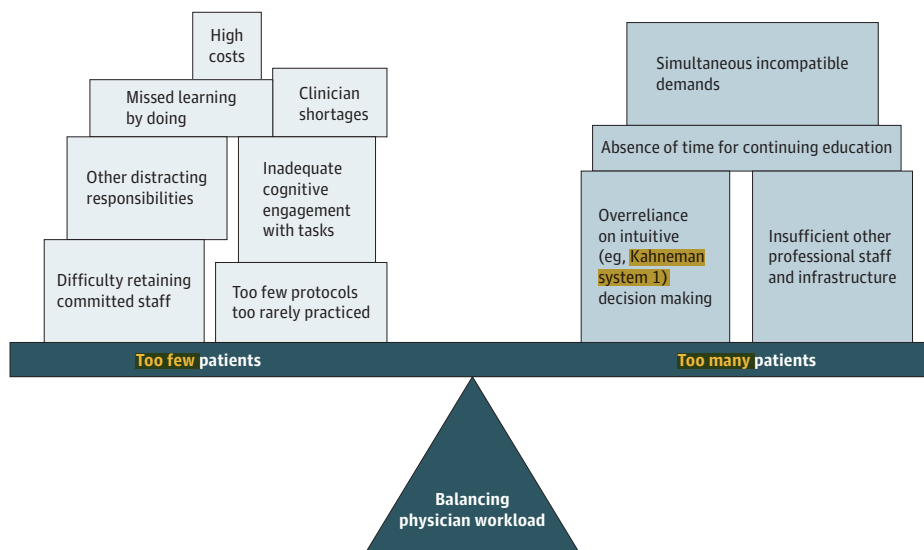 High
costs
Missed learning
by doing
Clinician
shortages
Other distracting
responsibilities
Inadequate
cognitive
engagement
with tasks
Difficulty retaining
committed staff
Too few protocols
too rarely practiced
Simultaneous incompatible
demands
Absence of time for continuing education
Overreliance
on intuitive
(eg, Kahneman
system 1)
decision making
Insufficient other
professional staff
and infrastructure
Too few patients
Too many patients
Balancing
physician workload